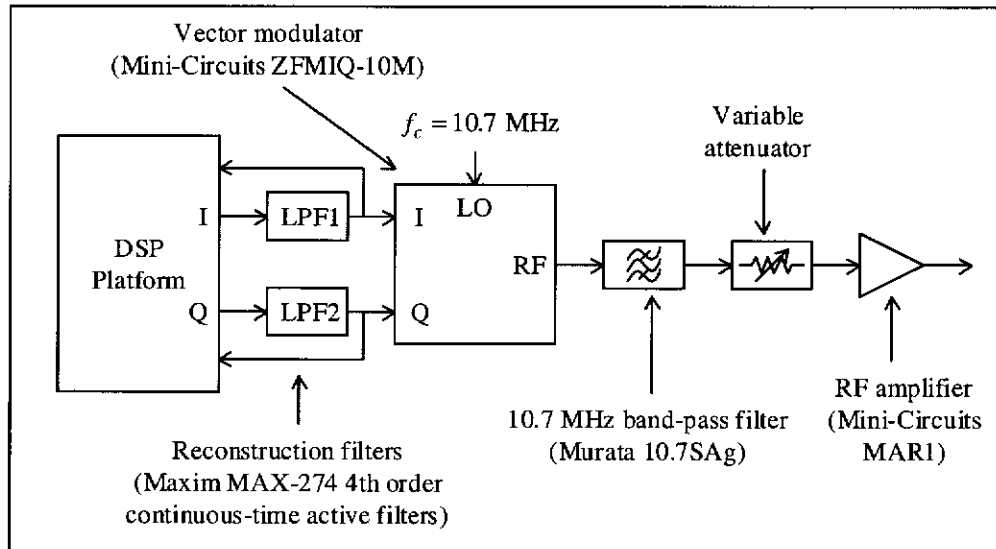 Vector modulator
(Mini-Circuits ZFMIQ-10M)
f_c = 10.7 MHz
Variable
attenuator
DSP
Platform
I
LPF1
I
LO
RF
Q
LPF2
Q
Reconstruction filters
(Maxim MAX-274 4th order
continuous-time active filters)
10.7 MHz band-pass filter
(Murata 10.7SAg)
RF amplifier
(Mini-Circuits
MAR1)